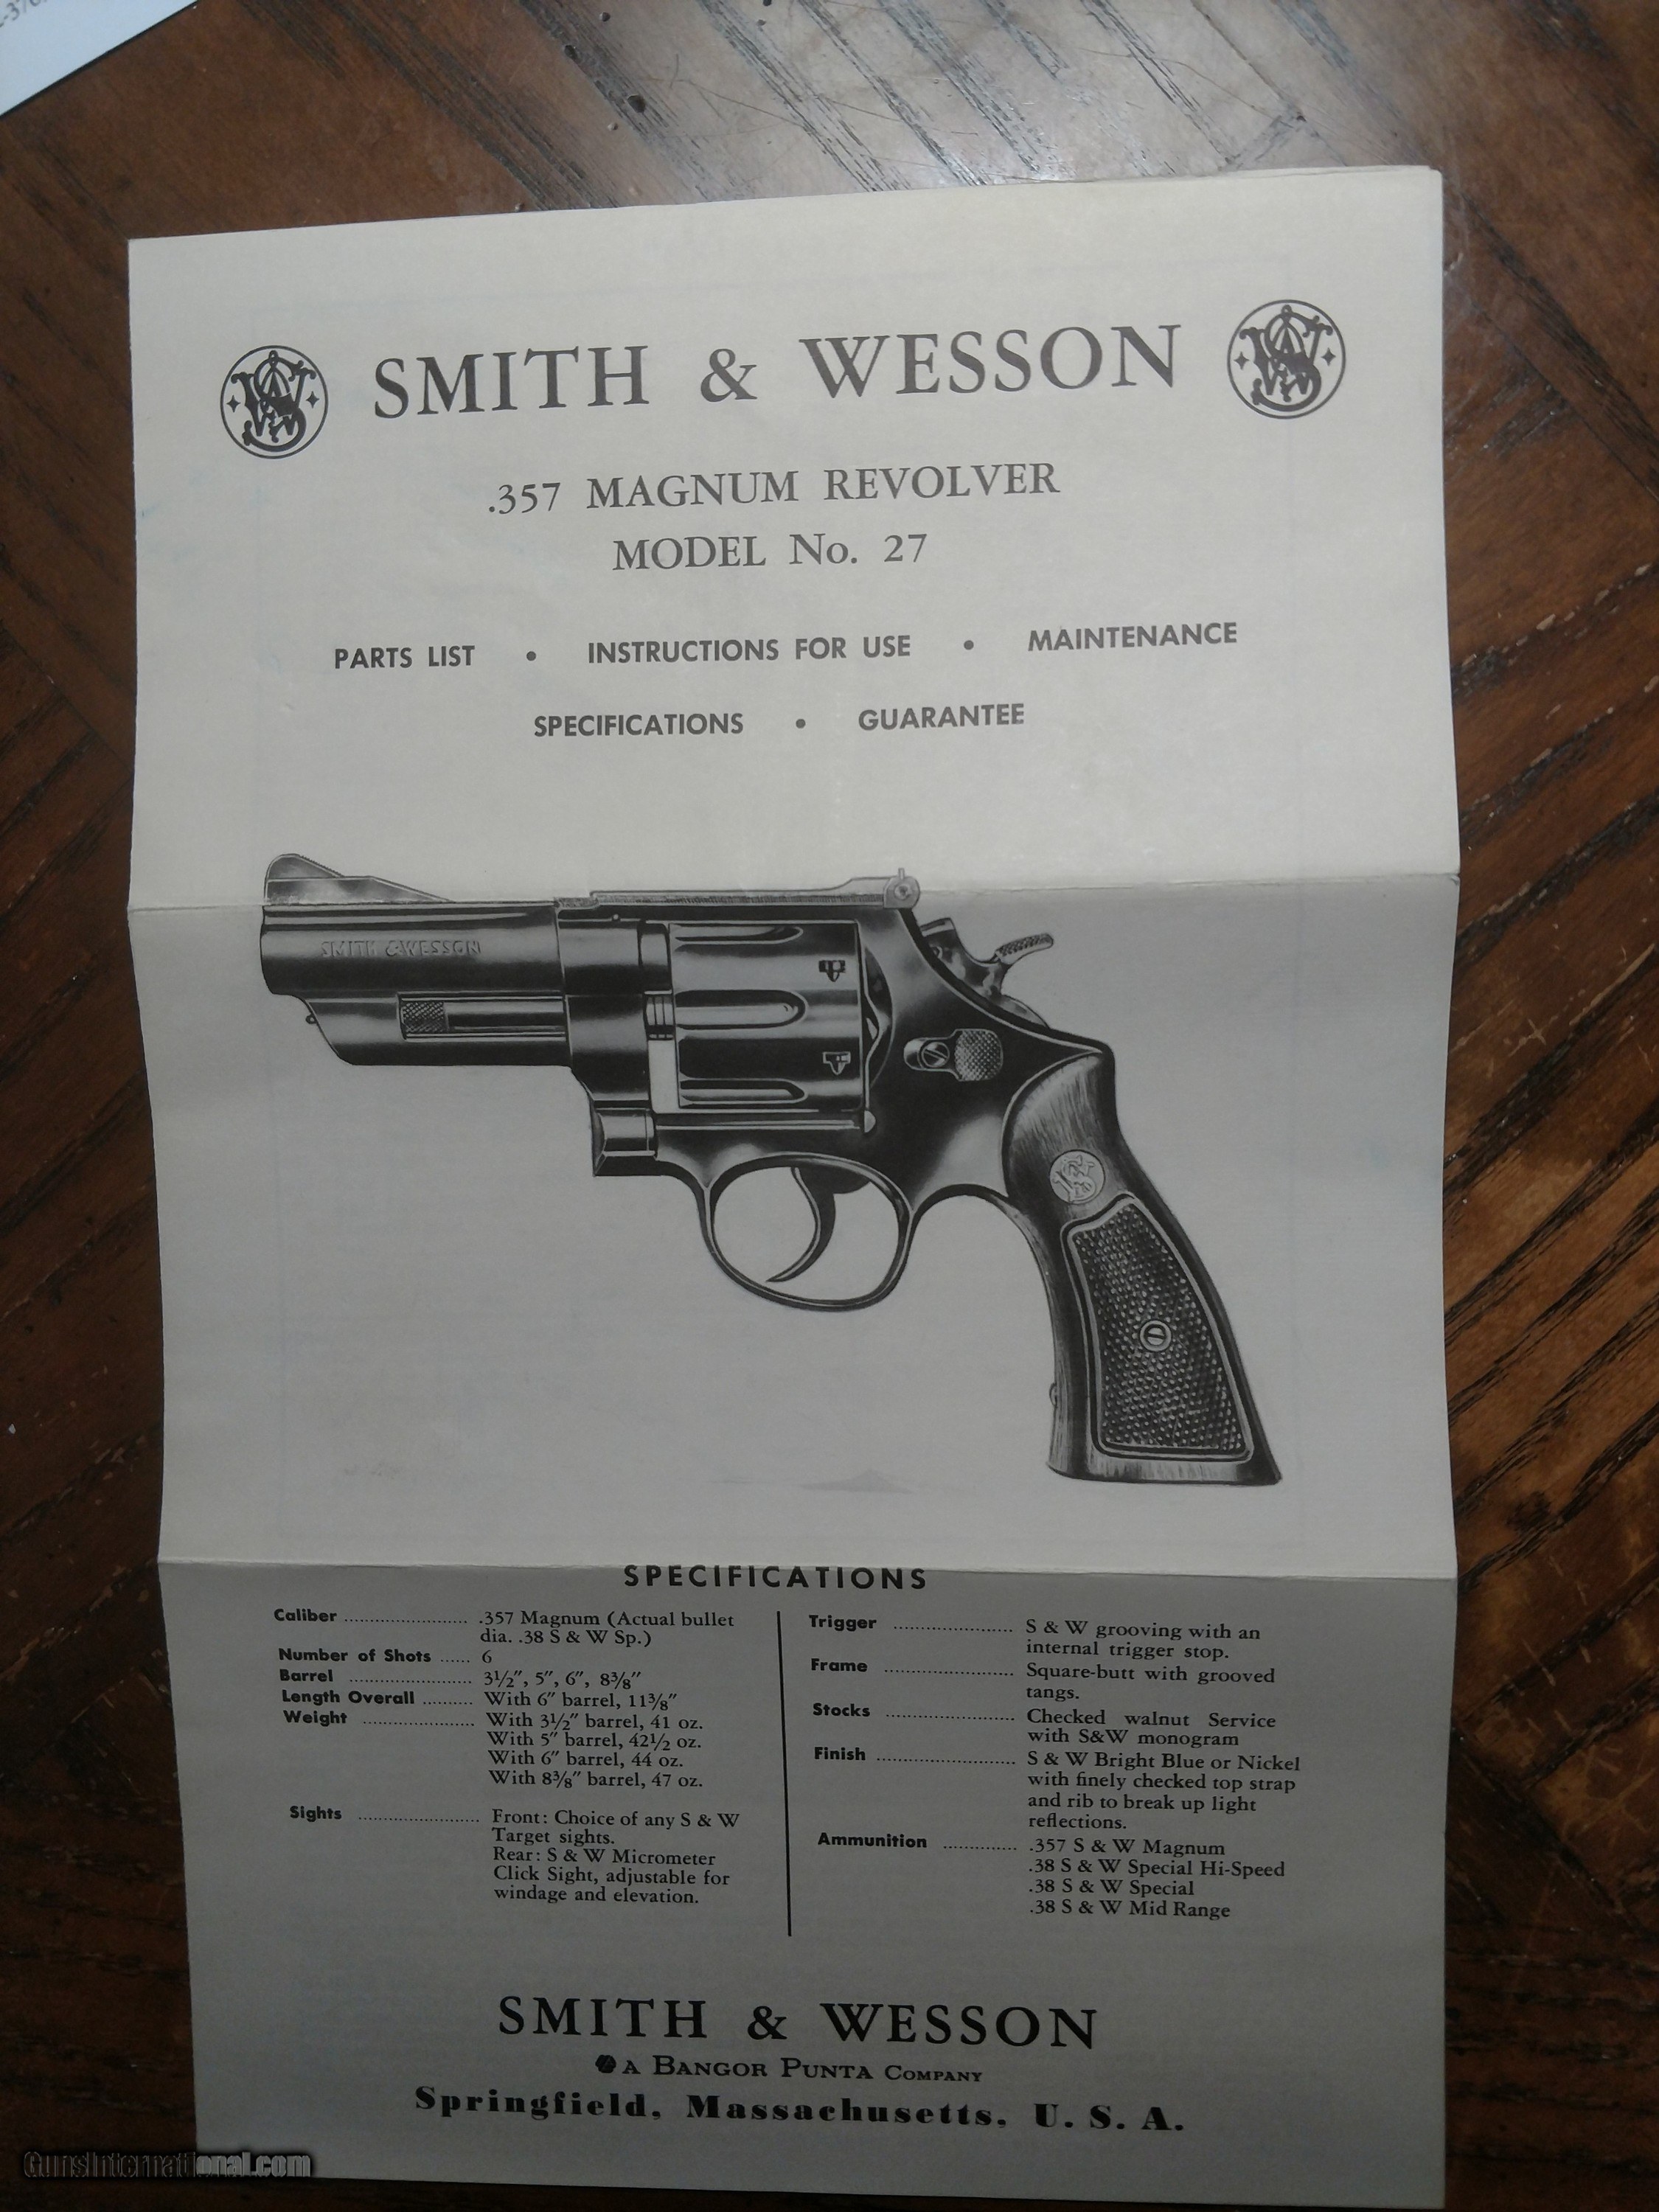 SMITH & WESSON
.357 MAGNUM REVOLVER
MODEL No. 27
PARTS LIST • INSTRUCTIONS FOR USE • MAINTENANCE
SPECIFICATIONS • GUARANTEE
SMITH & WESSON
SPECIFICATIONS
Caliber ........................ .357 Magnum (Actual bullet
dia. .38 S & W Sp.)
Number of Shots ...... 6
Barrel ........................ 3½″, 5″, 6″, 8⅜″
Length Overall .......... With 6″ barrel, 11⅜″
Weight ...................... With 3½″ barrel, 41 oz.
With 5″ barrel, 42½ oz.
With 6″ barrel, 44 oz.
With 8⅜″ barrel, 47 oz.
Sights ........................ Front: Choice of any S & W
Target sights.
Rear: S & W Micrometer
Click Sight, adjustable for
windage and elevation.
Trigger ........................ S & W grooving with an
internal trigger stop.
Frame .......................... Square-butt with grooved
tangs.
Stocks .......................... Checked walnut Service
with S&W monogram
Finish ............................ S & W Bright Blue or Nickel
with finely checked top strap
and rib to break up light
reflections.
Ammunition ............... .357 S & W Magnum
.38 S & W Special Hi-Speed
.38 S & W Special
.38 S & W Mid Range
SMITH & WESSON
A BANGOR PUNTA COMPANY
Springfield, Massachusetts, U. S. A.
GunsInternational.com